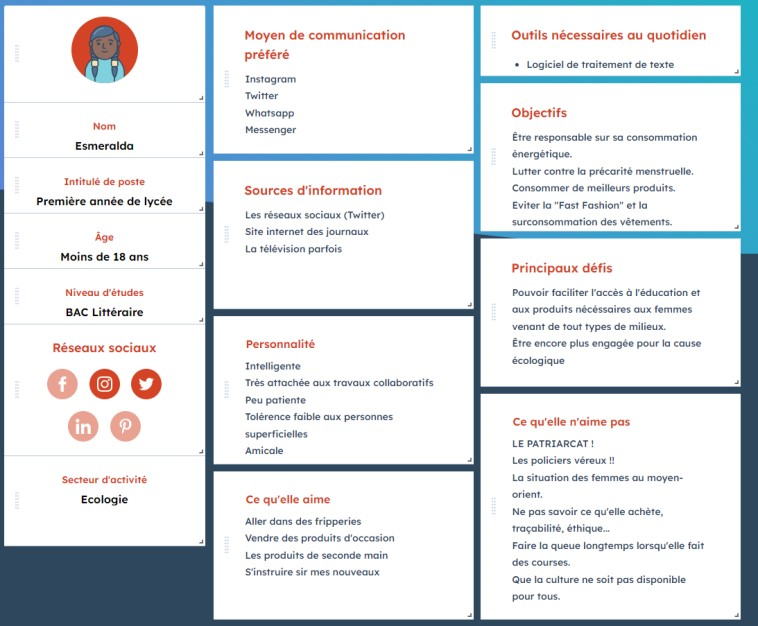 Nom
Esmeralda
Intitulé de poste
Première année de lycée
Âge
Moins de 18 ans
Niveau d'études
BAC Littéraire
Réseaux sociaux
Secteur d'activité
Ecologie
Moyen de communication
préféré
Instagram
Twitter
Whatsapp
Messenger
Sources d'information
Les réseaux sociaux (Twitter)
Site internet des journaux
La télévision parfois
Personnalité
Intelligente
Très attachée aux travaux collaboratifs
Peu patiente
Tolérence faible aux personnes
superficielles
Amicale
Ce qu'elle aime
Aller dans des fripperies
Vendre des produits d'occasion
Les produits de seconde main
S'instruire sir mes nouveaux
Outils nécessaires au quotidien
• Logiciel de traitement de texte
Objectifs
Être responsable sur sa consommation
énergétique.
Lutter contre la précarité menstruelle.
Consommer de meilleurs produits.
Eviter la "Fast Fashion" et la
surconsommation des vêtements.
Principaux défis
Pouvoir faciliter l'accès à l'éducation et
aux produits nécéssaires aux femmes
venant de tout types de milieux.
Être encore plus engagée pour la cause
écologique
Ce qu'elle n'aime pas
LE PATRIARCAT !
Les policiers véreux !!
La situation des femmes au moyen-
orient.
Ne pas savoir ce qu'elle achète,
traçabilité, éthique...
Faire la queue longtemps lorsqu'elle fait
des courses.
Que la culture ne soit pas disponible
pour tous.